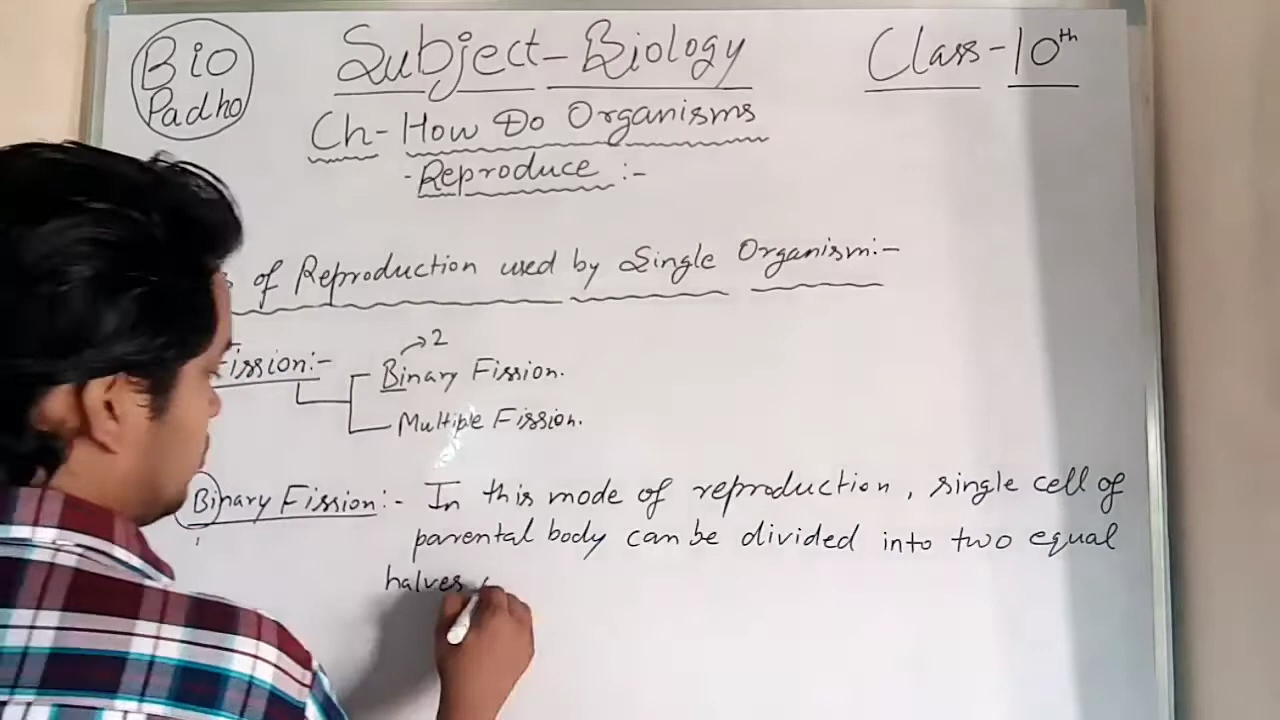 Bio
Padho
Subject-Biology
Class-10th
Ch- How Do Organisms
-Reproduce :-
of Reproduction used by Single Organism:-
Fission:-
2
Binary Fission.
Multiple Fission.
Binary Fission:- In this mode of reproduction, single cell of
parental body can be divided into two equal
halves